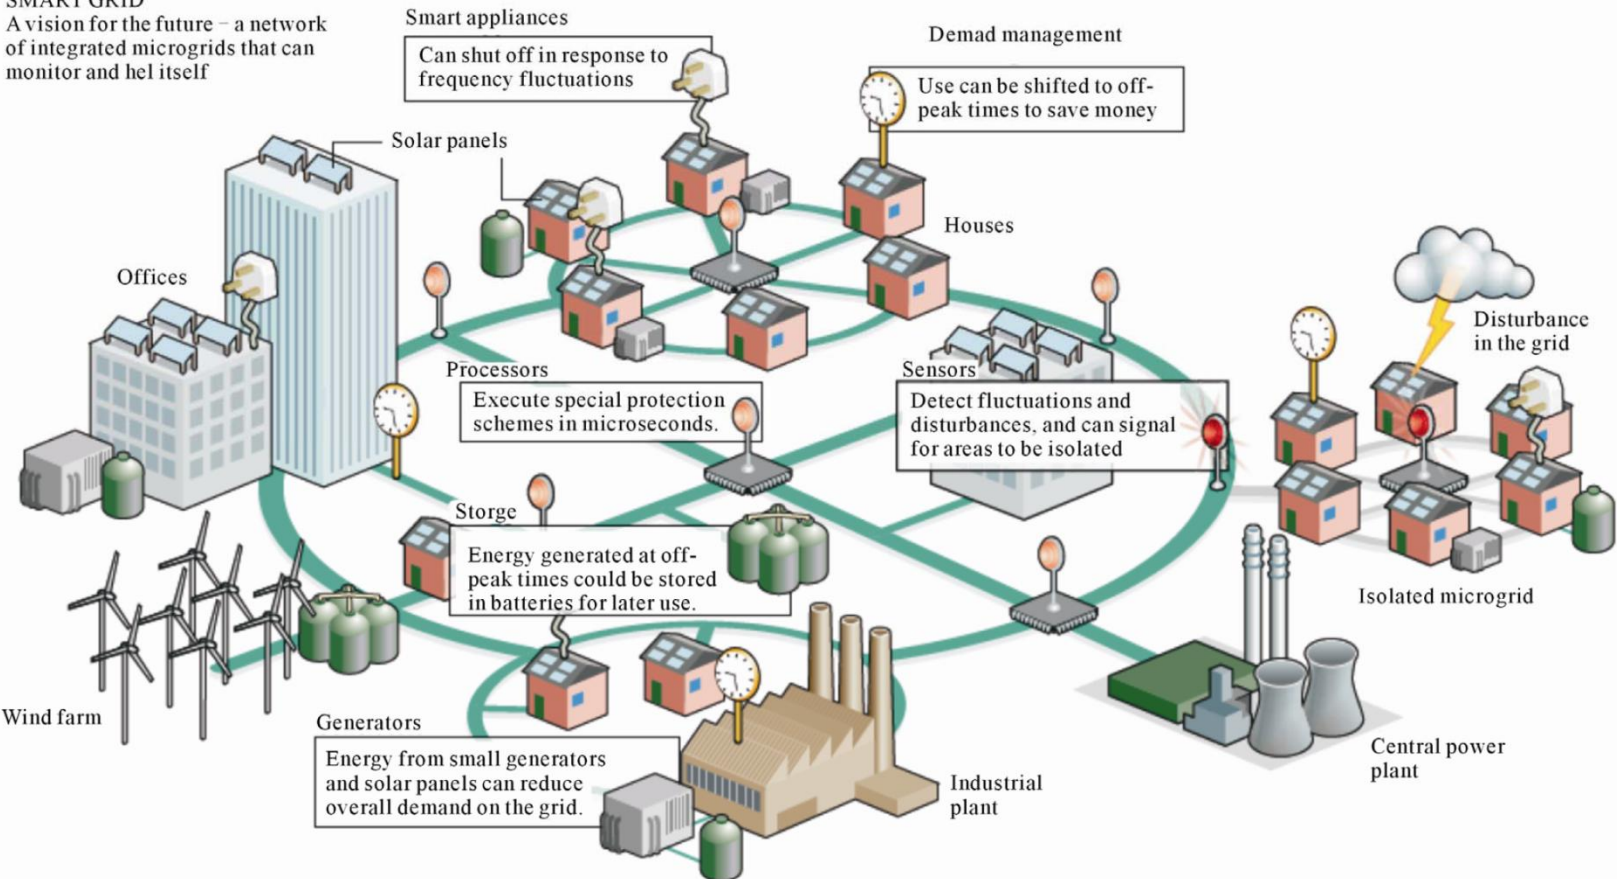 SMART GRID
A vision for the future – a network
of integrated microgrids that can
monitor and hel itself
Smart appliances
Can shut off in response to
frequency fluctuations
Demad management
Use can be shifted to off-
peak times to save money
Solar panels
Houses
Offices
Disturbance
in the grid
Processors
Execute special protection
schemes in microseconds.
Sensors
Detect fluctuations and
disturbances, and can signal
for areas to be isolated
Storge
Energy generated at off-
peak times could be stored
in batteries for later use.
Isolated microgrid
Wind farm
Generators
Energy from small generators
and solar panels can reduce
overall demand on the grid.
Industrial
plant
Central power
plant